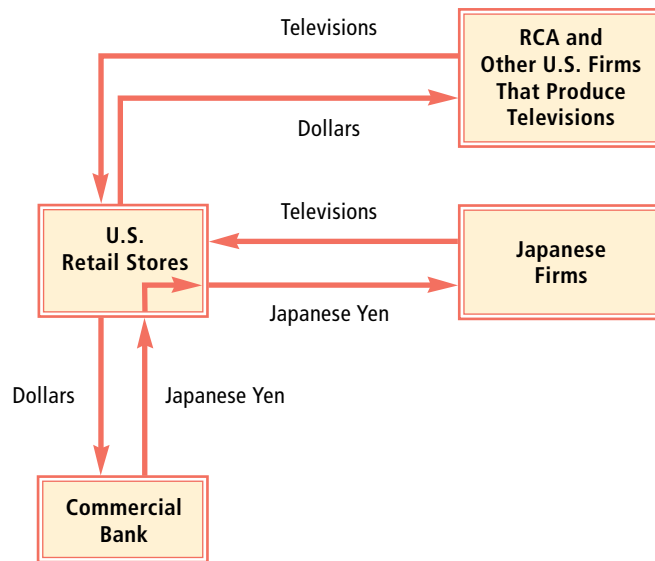 Televisions
RCA and
Other U.S. Firms
That Produce
Televisions
Dollars
U.S.
Retail Stores
Televisions
Japanese
Firms
Japanese Yen
Dollars
Japanese Yen
Commercial
Bank